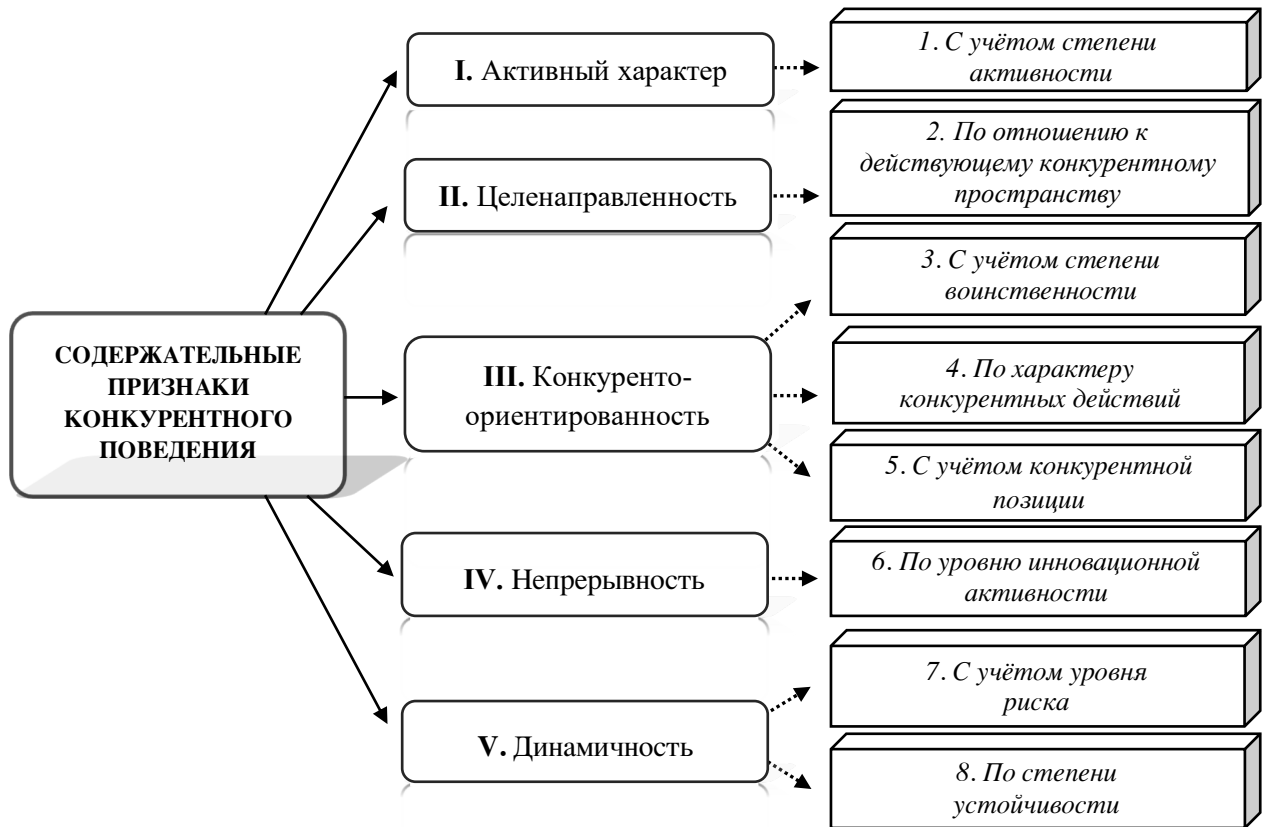 СОДЕРЖАТЕЛЬНЫЕ
ПРИЗНАКИ
КОНКУРЕНТНОГО
ПОВЕДЕНИЯ
I. Активный характер
1. С учётом степени
активности
II. Целенаправленность
2. По отношению к
действующему конкурентному
пространству
III. Конкуренто-
ориентированность
3. С учётом степени
воинственности
4. По характеру
конкурентных действий
5. С учётом конкурентной
позиции
IV. Непрерывность
6. По уровню инновационной
активности
V. Динамичность
7. С учётом уровня
риска
8. По степени
устойчивости